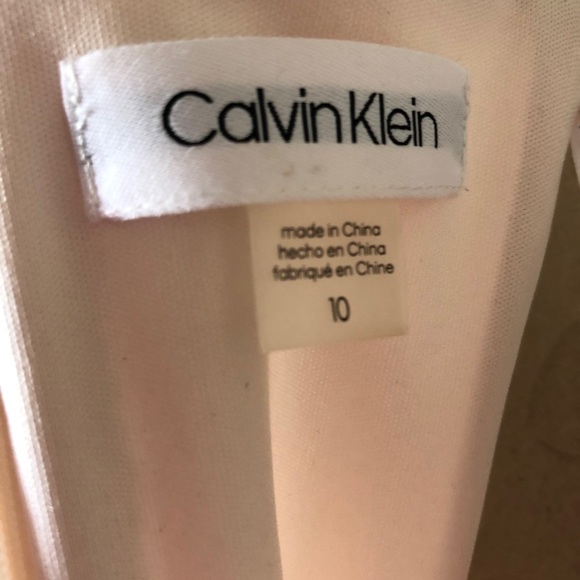 Calvin Klein
made in China
hecho en China
fabriqué en Chine
10